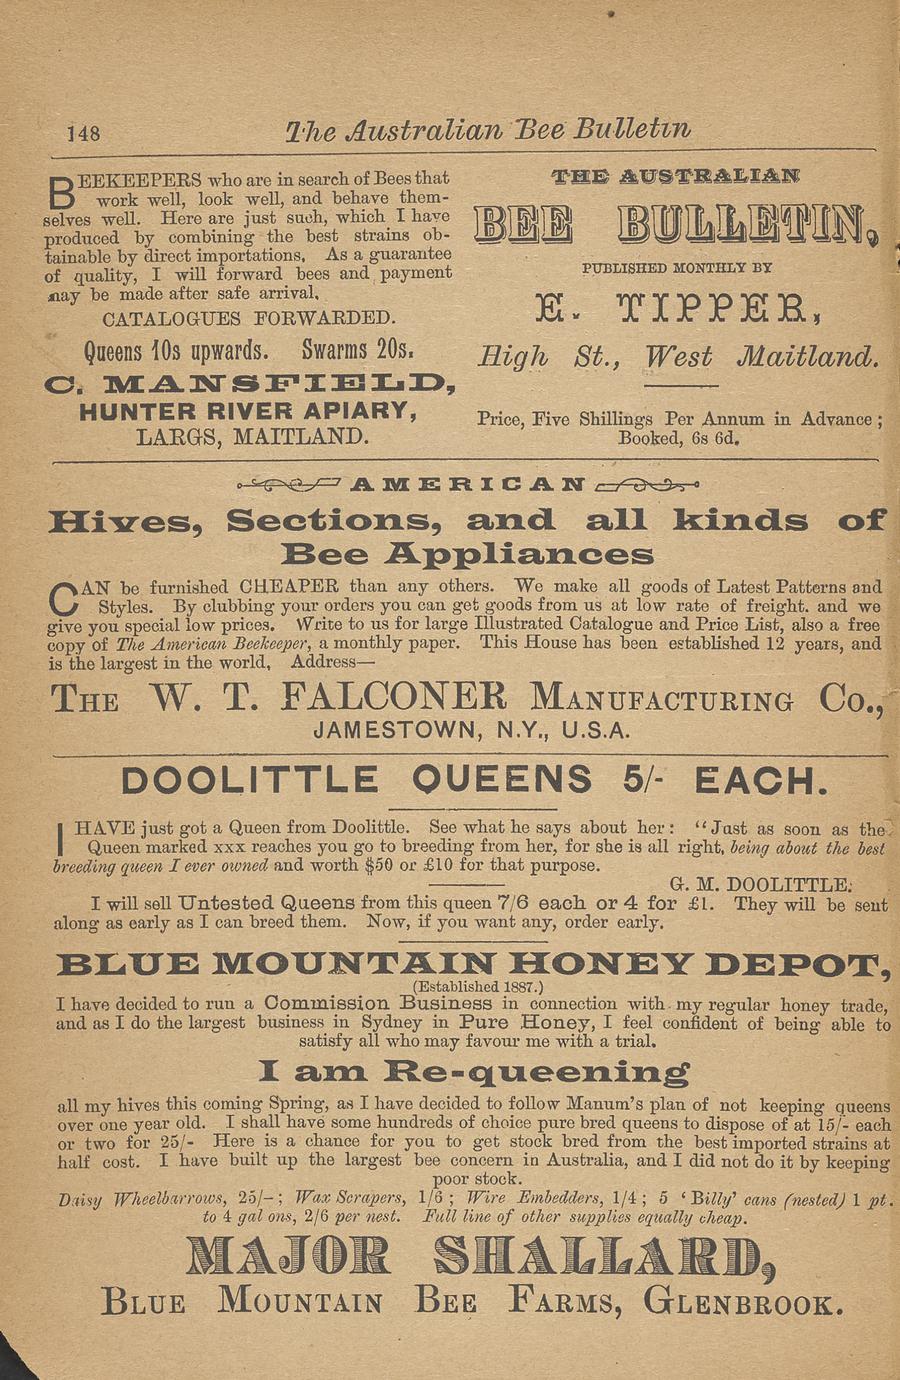 148
The Australian Bee Bulletin
BEEKEEPERS who are in search of Bees that
work well, look well, and behave them-
selves well. Here are just such, which I have
produced by combining the best strains ob-
tainable by direct importations. As a guarantee
of quality, I will forward bees and payment
may be made after safe arrival.
CATALOGUES FORWARDED.
Queens 10s upwards. Swarms 20s.
C. MANSFIELD,
HUNTER RIVER APIARY,
LARGS, MAITLAND.
THE AUSTRALIAN
BEE BULLETIN,
PUBLISHED MONTHLY BY
E. TIPPER,
High St., West Maitland.
Price, Five Shillings Per Annum in Advance;
Booked, 6s 6d.
AMERICAN
Hives, Sections, and all kinds of
Bee Appliances
CAN be furnished CHEAPER than any others. We make all goods of Latest Patterns and
Styles. By clubbing your orders you can get goods from us at low rate of freight. and we
give you special low prices. Write to us for large Illustrated Catalogue and Price List, also a free
copy of The American Beekeeper, a monthly paper. This House has been established 12 years, and
is the largest in the world, Address—
THE W. T. FALCONER MANUFACTURING Co.,
JAMESTOWN, N.Y., U.S.A.
DOOLITTLE QUEENS 5/- EACH.
I HAVE just got a Queen from Doolittle. See what he says about her: "Just as soon as the
Queen marked xxx reaches you go to breeding from her, for she is all right, being about the best
breeding queen I ever owned and worth $50 or £10 for that purpose.
G. M. DOOLITTLE.
I will sell Untested Queens from this queen 7/6 each or 4 for £1. They will be sent
along as early as I can breed them. Now, if you want any, order early.
BLUE MOUNTAIN HONEY DEPOT,
(Established 1887.)
I have decided to run a Commission Business in connection with my regular honey trade,
and as I do the largest business in Sydney in Pure Honey, I feel confident of being able to
satisfy all who may favour me with a trial.
I am Re-queening
all my hives this coming Spring, as I have decided to follow Manum's plan of not keeping queens
over one year old. I shall have some hundreds of choice pure bred queens to dispose of at 15/- each
or two for 25/- Here is a chance for you to get stock bred from the best imported strains at
half cost. I have built up the largest bee concern in Australia, and I did not do it by keeping
poor stock.
Daisy Wheelbarrows, 25/-; Wax Scrapers, 1/6; Wire Embedders, 1/4; 5 'Billy' cans (nested) 1 pt.
to 4 gal ons, 2/6 per nest. Full line of other supplies equally cheap.
MAJOR SHALLARD,
BLUE MOUNTAIN BEE FARMS, GLENBROOK.